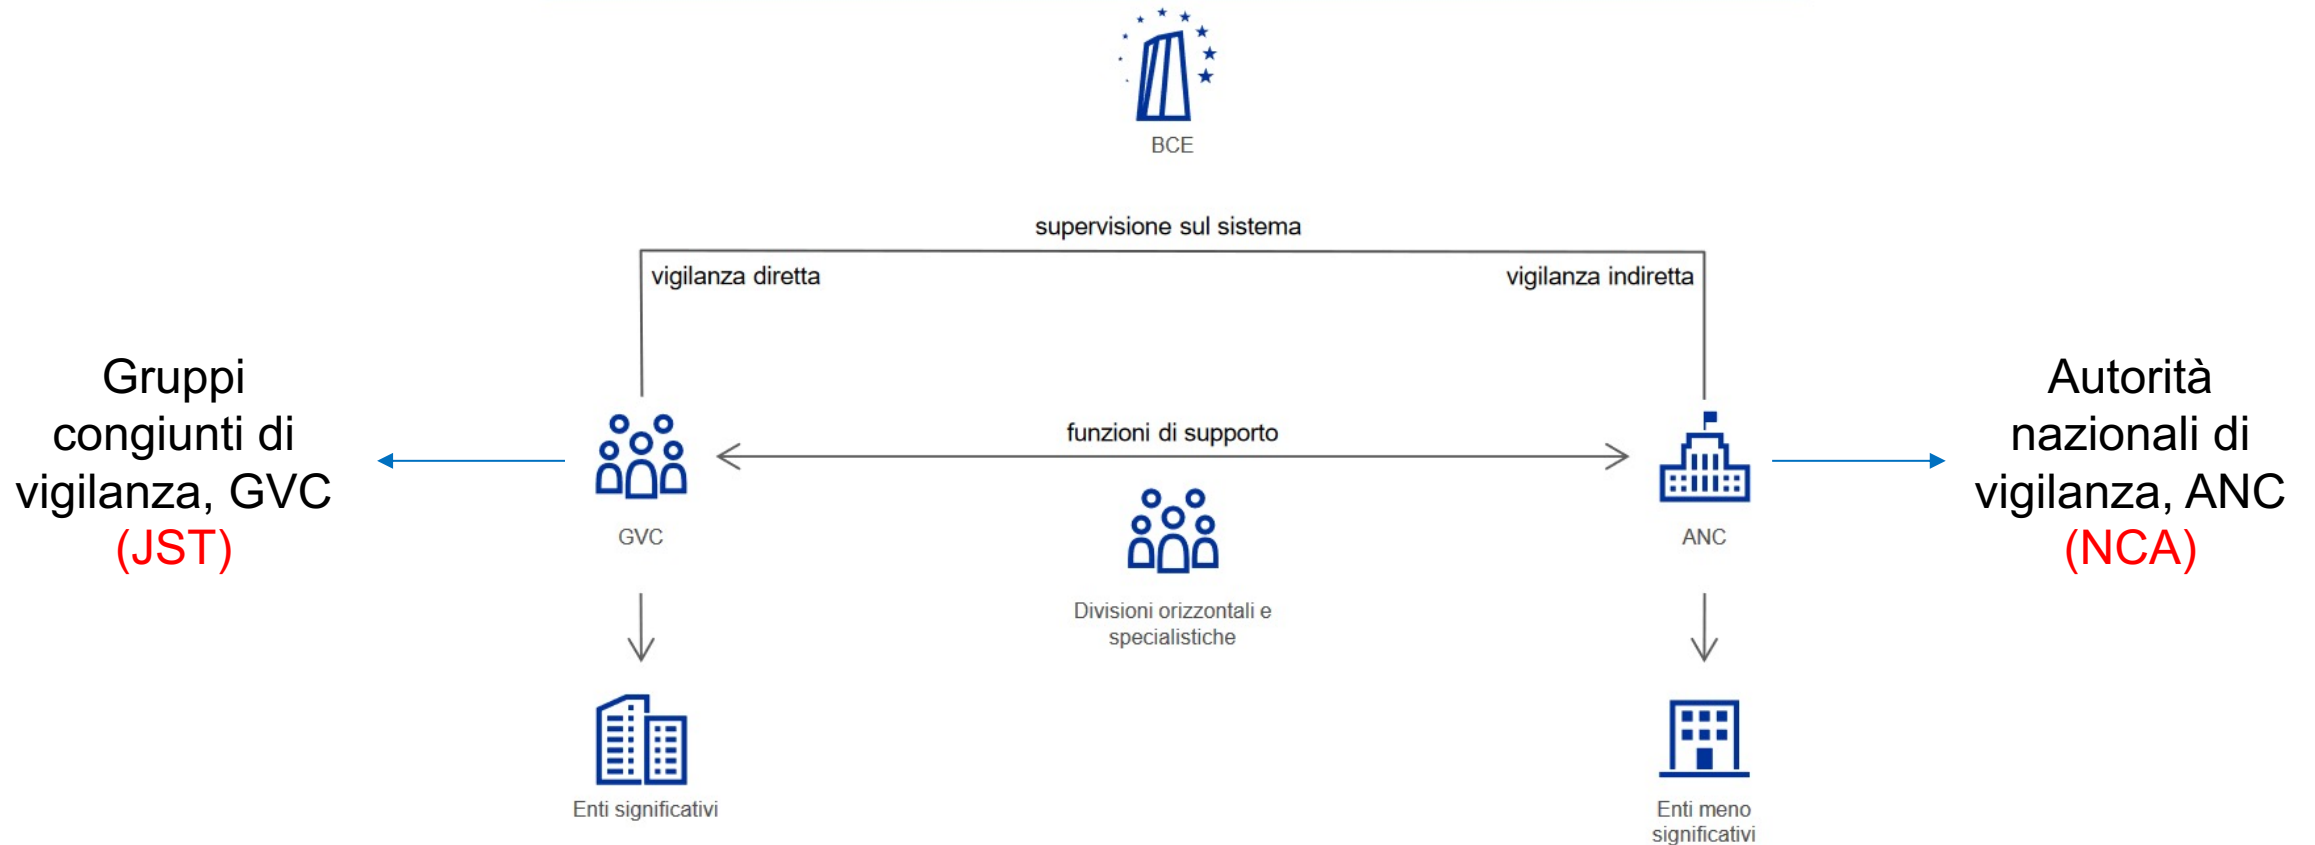 BCE
supervisione sul sistema
vigilanza diretta
vigilanza indiretta
Gruppi
congiunti di
vigilanza, GVC
(JST)
funzioni di supporto
Autorità
nazionali di
vigilanza, ANC
(NCA)
GVC
ANC
Divisioni orizzontali e
specialistiche
Enti significativi
Enti meno
significativi